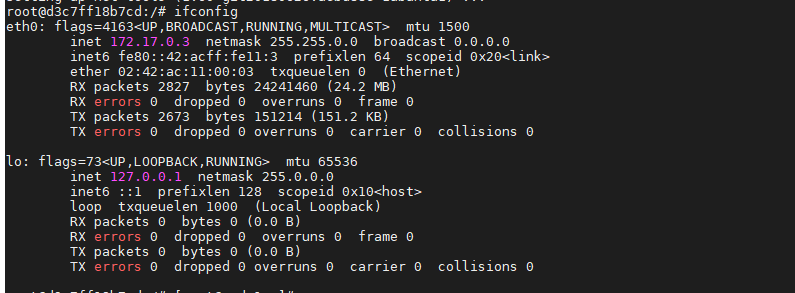 root@d3c7ff18b7cd:/# ifconfig
eth0: flags=4163<UP,BROADCAST,RUNNING,MULTICAST>  mtu 1500
        inet 172.17.0.3  netmask 255.255.0.0  broadcast 0.0.0.0
        inet6 fe80::42:acff:fe11:3  prefixlen 64  scopeid 0x20<link>
        ether 02:42:ac:11:00:03  txqueuelen 0  (Ethernet)
        RX packets 2827  bytes 24241460 (24.2 MB)
        RX errors 0  dropped 0  overruns 0  frame 0
        TX packets 2673  bytes 151214 (151.2 KB)
        TX errors 0  dropped 0 overruns 0  carrier 0  collisions 0

lo: flags=73<UP,LOOPBACK,RUNNING>  mtu 65536
        inet 127.0.0.1  netmask 255.0.0.0
        inet6 ::1  prefixlen 128  scopeid 0x10<host>
        loop  txqueuelen 1000  (Local Loopback)
        RX packets 0  bytes 0 (0.0 B)
        RX errors 0  dropped 0  overruns 0  frame 0
        TX packets 0  bytes 0 (0.0 B)
        TX errors 0  dropped 0 overruns 0  carrier 0  collisions 0